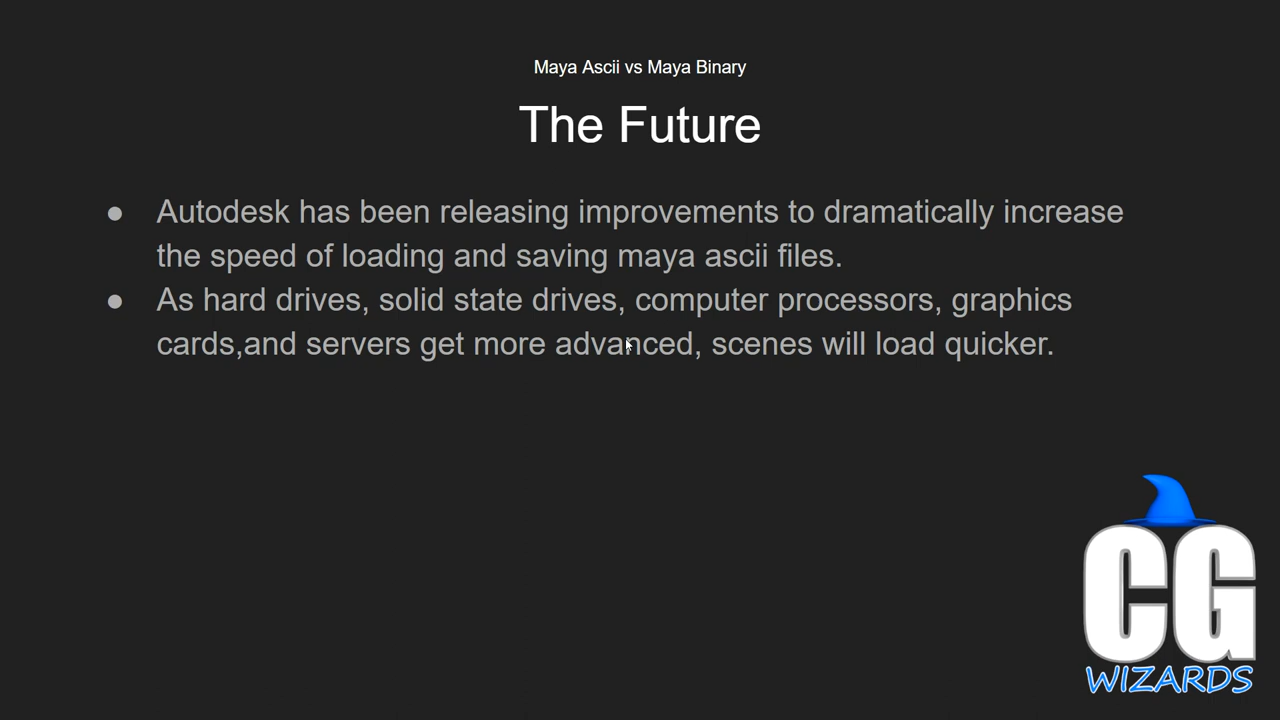 Maya Ascii vs Maya Binary
The Future
● Autodesk has been releasing improvements to dramatically increase
the speed of loading and saving maya ascii files.
● As hard drives, solid state drives, computer processors, graphics
cards,and servers get more advanced, scenes will load quicker.
CG
WIZARDS